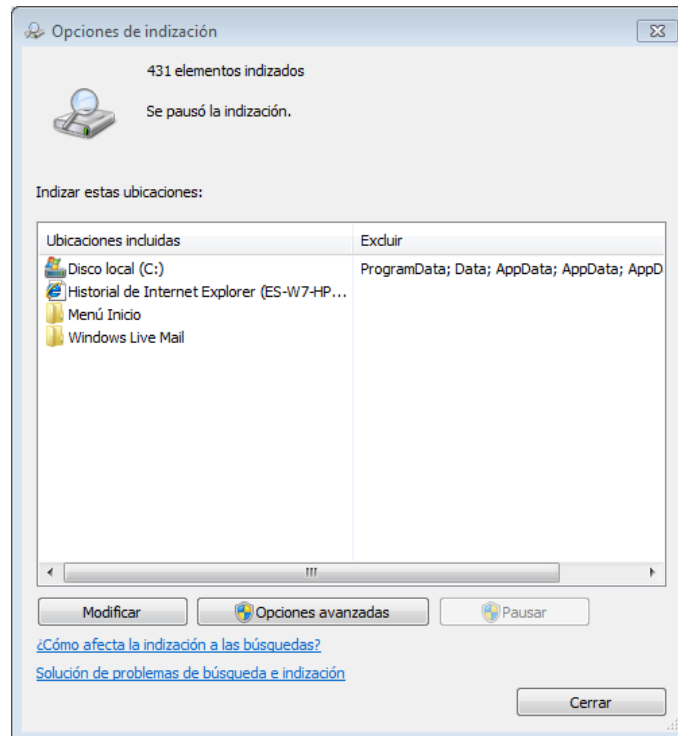 Opciones de indización
431 elementos indizados
Se pausó la indización.
Indizar estas ubicaciones:
Ubicaciones incluidas Excluir
Disco local (C:) ProgramData; Data; AppData; AppData; AppD
Historial de Internet Explorer (ES-W7-HP...
Menú Inicio
Windows Live Mail
Modificar Opciones avanzadas Pausar
¿Cómo afecta la indización a las búsquedas?
Solución de problemas de búsqueda e indización
Cerrar